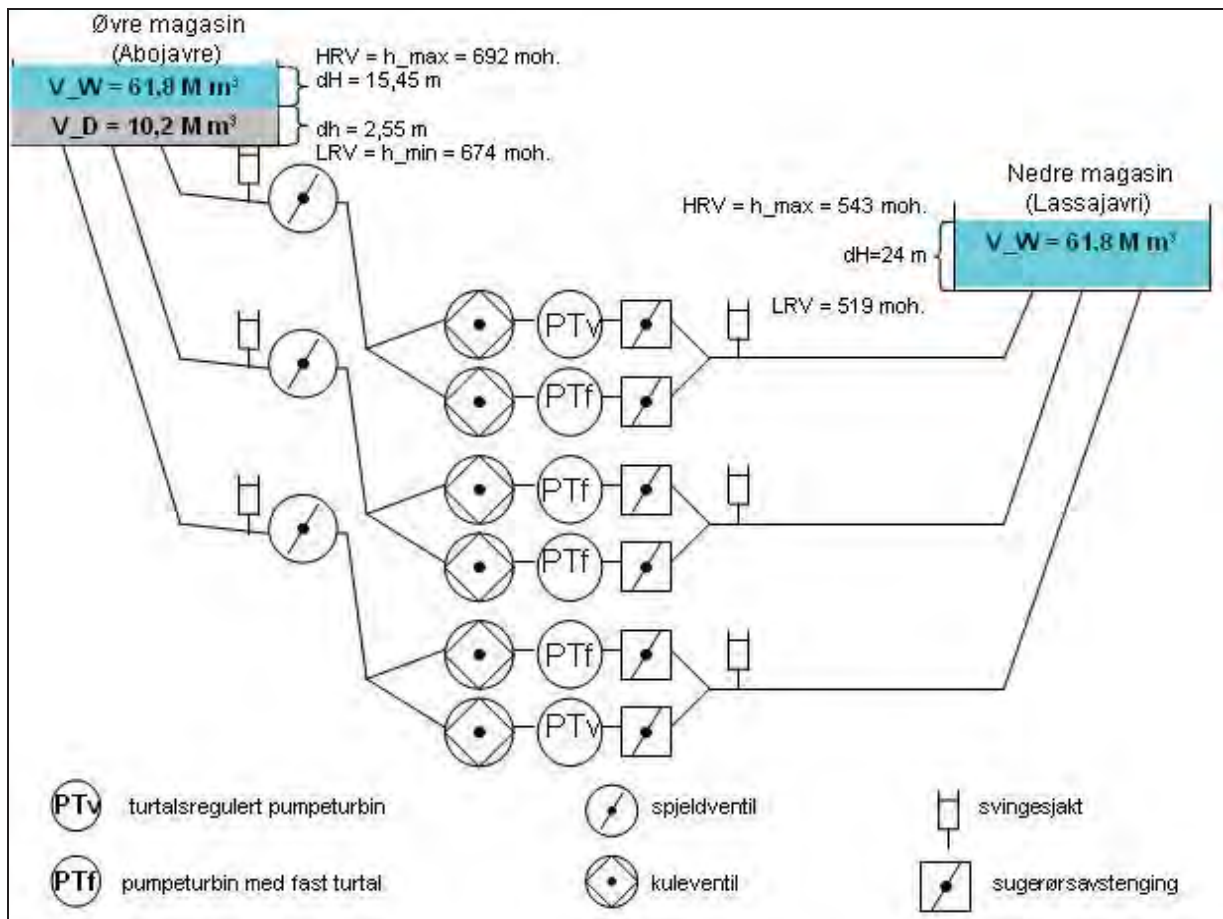 Øvre magasin
(Abojavre)
HRV = h_max = 692 moh.
dH = 15,45 m
V_W = 61,8 M m³
V_D = 10,2 M m³
dh = 2,55 m
LRV = h_min = 674 moh.
Nedre magasin
(Lassajavri)
HRV = h_max = 543 moh.
V_W = 61.8 M m³
dH=24 m
LRV = 519 moh.
PTv
PTf
PTf
PTf
PTf
PTv
PTv turtalsregulert pumpeturbin
spjeldventil
svingesjakt
PTf pumpeturbin med fast turtal
kuleventil
sugerørsavstenging